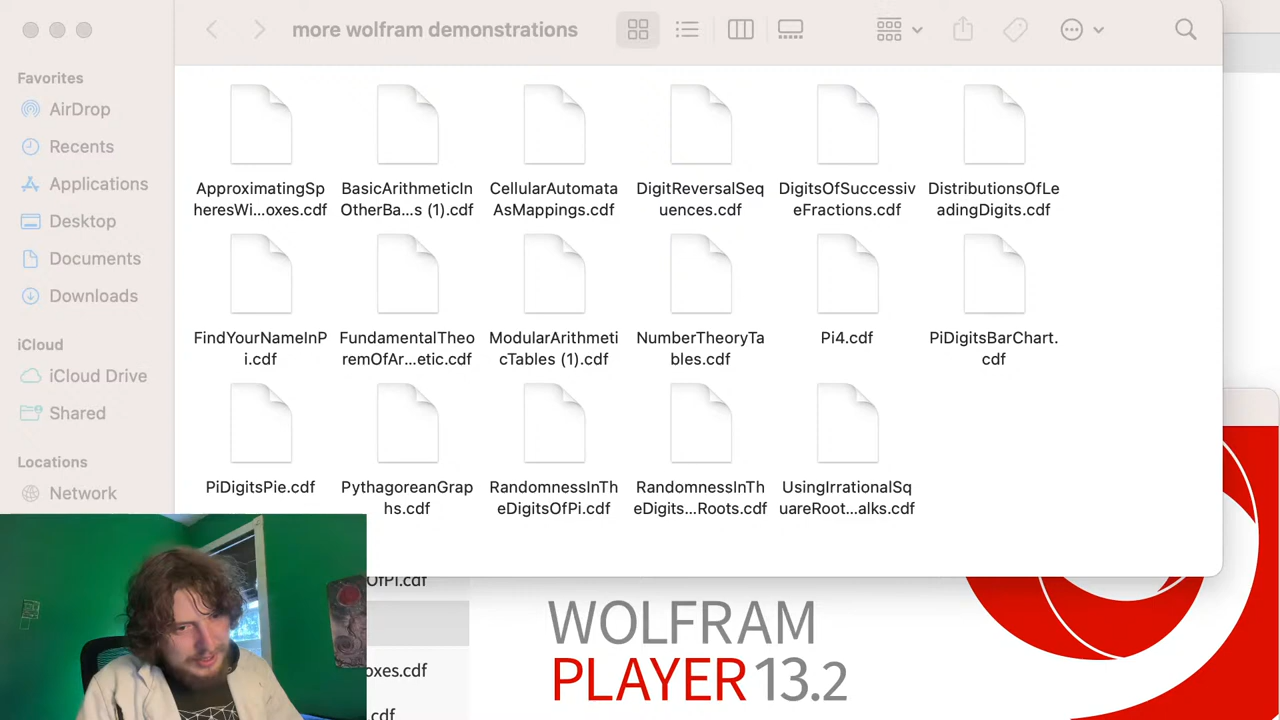 more wolfram demonstrations
Favorites
AirDrop
Recents
Applications
Desktop
Documents
Downloads
iCloud
iCloud Drive
Shared
Locations
Network
ApproximatingSp
heresWi...oxes.cdf
BasicArithmeticIn
OtherBa...s (1).cdf
CellularAutomata
AsMappings.cdf
DigitReversalSeq
uences.cdf
DigitsOfSuccessiv
eFractions.cdf
DistributionsOfLe
adingDigits.cdf
FindYourNameInP
i.cdf
FundamentalTheo
remOfAr...etic.cdf
ModularArithmeti
cTables (1).cdf
NumberTheoryTa
bles.cdf
Pi4.cdf
PiDigitsBarChart.
cdf
PiDigitsPie.cdf
PythagoreanGrap
hs.cdf
RandomnessInTh
eDigitsOfPi.cdf
RandomnessInTh
eDigits...Roots.cdf
UsingIrrationalSq
uareRoot...alks.cdf
OfPi.cdf
oxes.cdf
.cdf
WOLFRAM
PLAYER 13.2